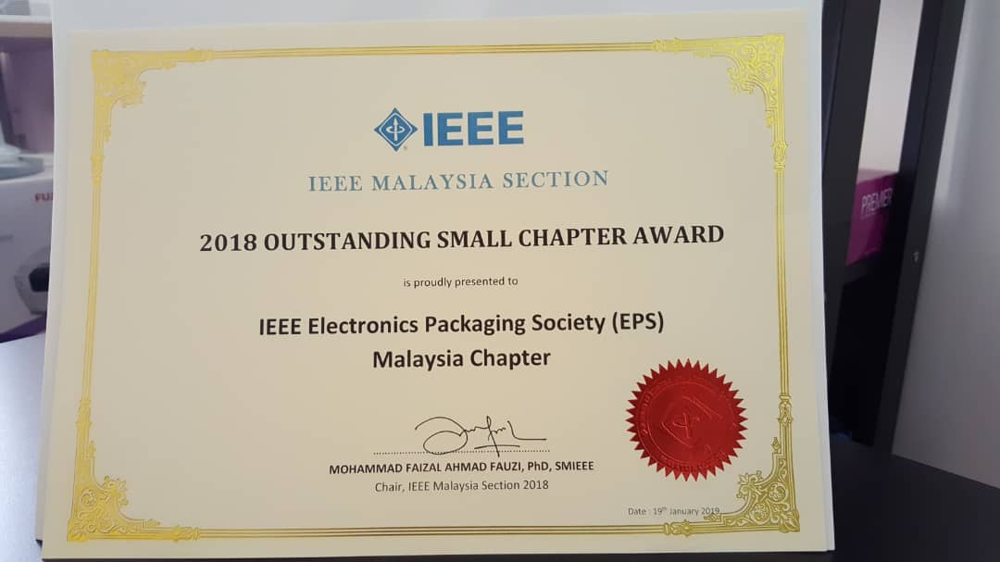 IEEE
IEEE MALAYSIA SECTION
2018 OUTSTANDING SMALL CHAPTER AWARD
is proudly presented to
IEEE Electronics Packaging Society (EPS)
Malaysia Chapter
MOHAMMAD FAIZAL AHMAD FAUZI, PhD, SMIEEE
Chair, IEEE Malaysia Section 2018
Date : 19th January 2019
PREMIER